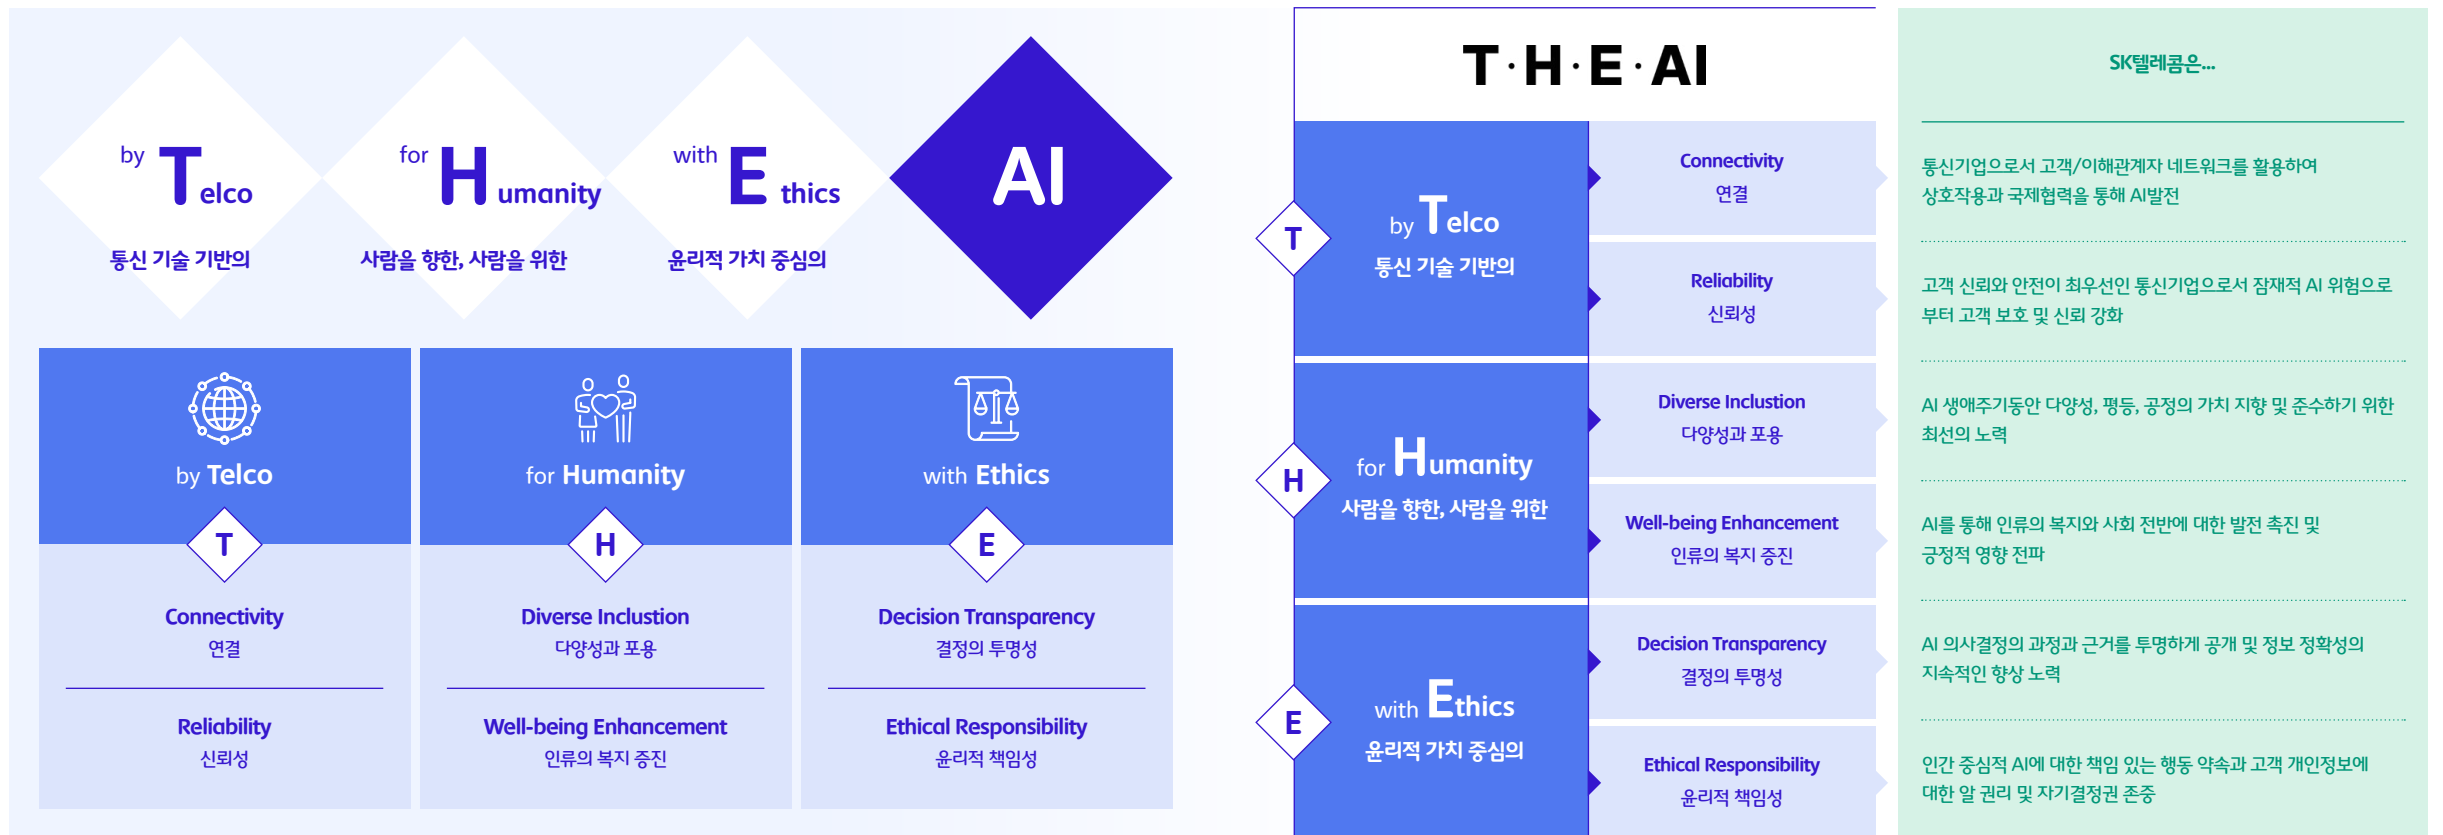 by Telco
통신 기술 기반의
for Humanity
사람을 향한, 사람을 위한
with Ethics
윤리적 가치 중심의
AI
by Telco
T
Connectivity
연결
Reliability
신뢰성
for Humanity
H
Diverse Inclustion
다양성과 포용
Well-being Enhancement
인류의 복지 증진
with Ethics
E
Decision Transparency
결정의 투명성
Ethical Responsibility
윤리적 책임성
T·H·E·AI
SK텔레콤은...
T
by Telco
통신 기술 기반의
Connectivity
연결
통신기업으로서 고객/이해관계자 네트워크를 활용하여
상호작용과 국제협력을 통해 AI발전
Reliability
신뢰성
고객 신뢰와 안전이 최우선인 통신기업으로서 잠재적 AI 위험으로
부터 고객 보호 및 신뢰 강화
H
for Humanity
사람을 향한, 사람을 위한
Diverse Inclustion
다양성과 포용
AI 생애주기동안 다양성, 평등, 공정의 가치 지향 및 준수하기 위한
최선의 노력
Well-being Enhancement
인류의 복지 증진
AI를 통해 인류의 복지와 사회 전반에 대한 발전 촉진 및
긍정적 영향 전파
E
with Ethics
윤리적 가치 중심의
Decision Transparency
결정의 투명성
AI 의사결정의 과정과 근거를 투명하게 공개 및 정보 정확성의
지속적인 향상 노력
Ethical Responsibility
윤리적 책임성
인간 중심적 AI에 대한 책임 있는 행동 약속과 고객 개인정보에
대한 알 권리 및 자기결정권 존중